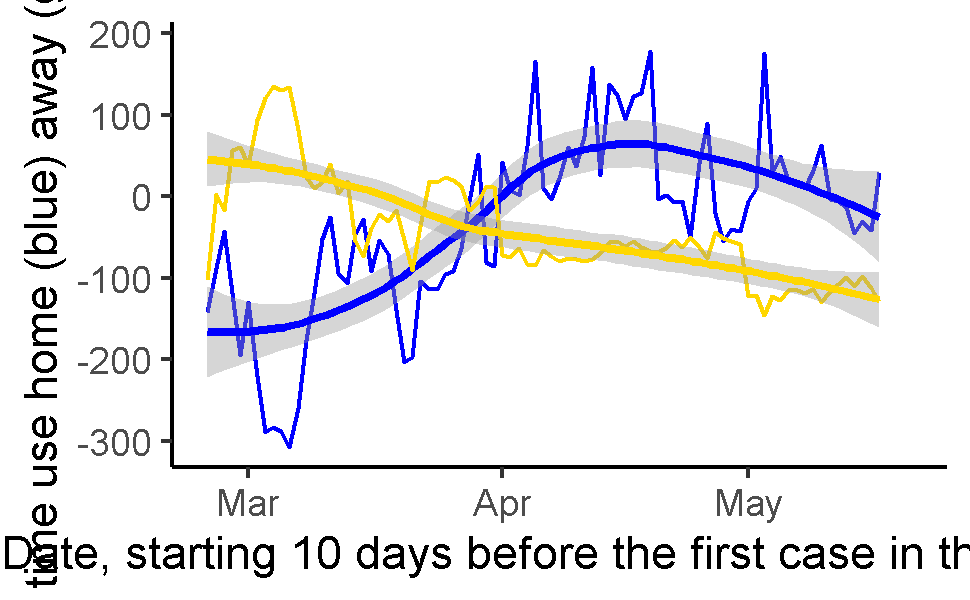 200
100
0
-100
-200
-300
time use home (blue) away (
Mar Apr May
Date, starting 10 days before the first case in th